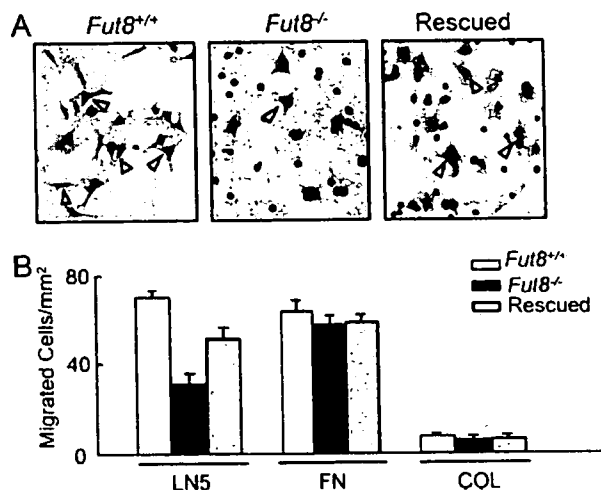 A
Fut8+/+
Fut8-/-
Rescued
B
Migrated Cells/mm2
80
40
0
Fut8+/+
Fut8-/-
Rescued
LN5
FN
COL